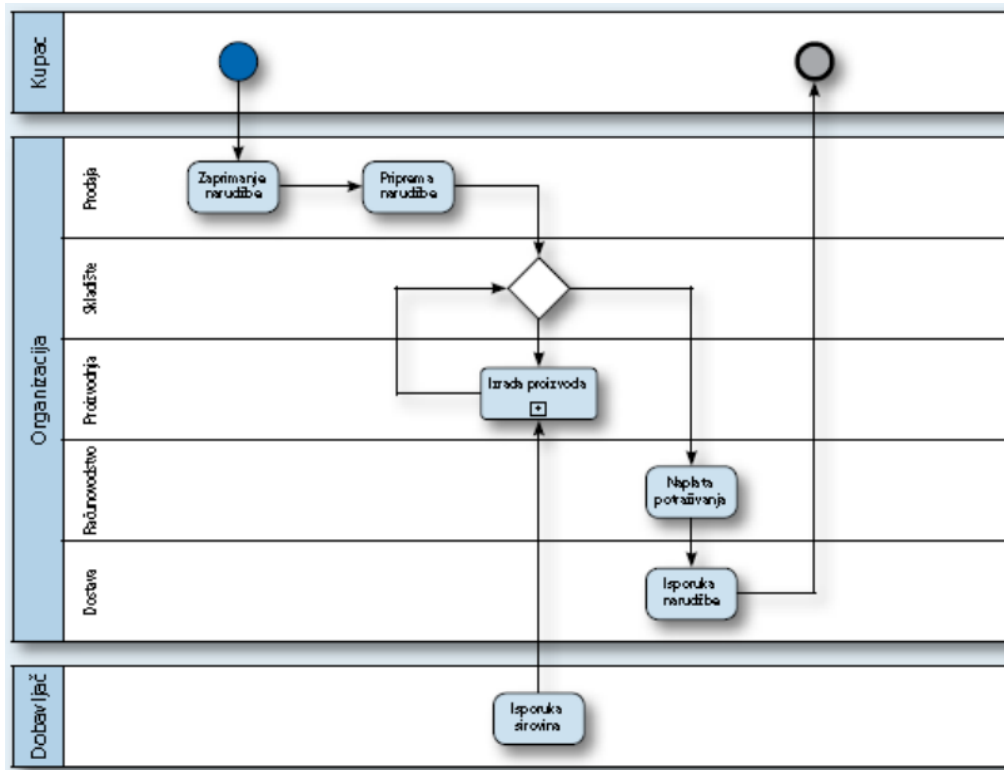 Kupac
Organizacija
Prodaja
Zaprimanje
narudžbe
Priprema
narudžbe
Skladište
Proizvodnja
Izrada proizvoda
Računovodstvo
Naplata
potraživanja
Dostava
Isporuka
narudžbe
Dobavljač
Isporuka
sirovina